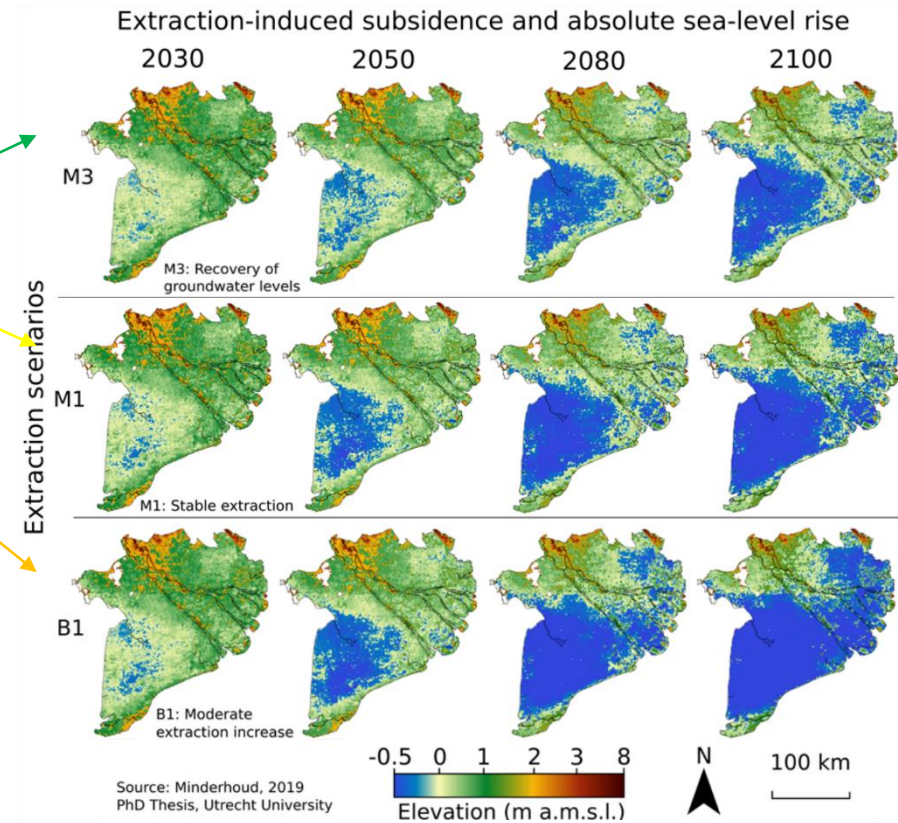 Extraction-induced subsidence and absolute sea-level rise
2030 2050 2080 2100
Extraction scenarios
M3
M3: Recovery of
groundwater levels
M1
M1: Stable extraction
B1
B1: Moderate
extraction increase
Source: Minderhoud, 2019
PhD Thesis, Utrecht University
-0.5 0 1 2 3 8
Elevation (m a.m.s.l.)
N
100 km